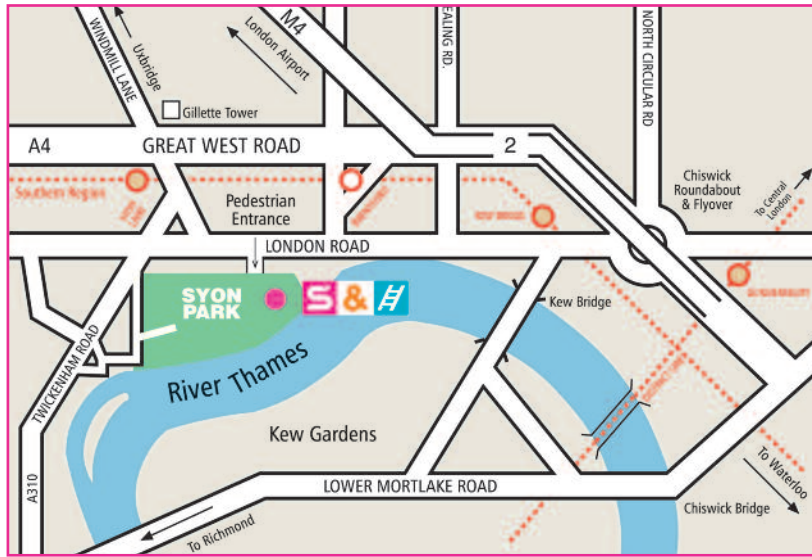 WINDMILL LANE
Uxbridge
M4
London Airport
EALING RD.
NORTH CIRCULAR RD
Gillette Tower
A4
GREAT WEST ROAD
2
Chiswick
Roundabout
& Flyover
To Central
London
Southern Region
Pedestrian
Entrance
LONDON ROAD
SYON
PARK
S &
Kew Bridge
TWICKENHAM ROAD
River Thames
Kew Gardens
LOWER MORTLAKE ROAD
To Waterloo
A310
To Richmond
Chiswick Bridge